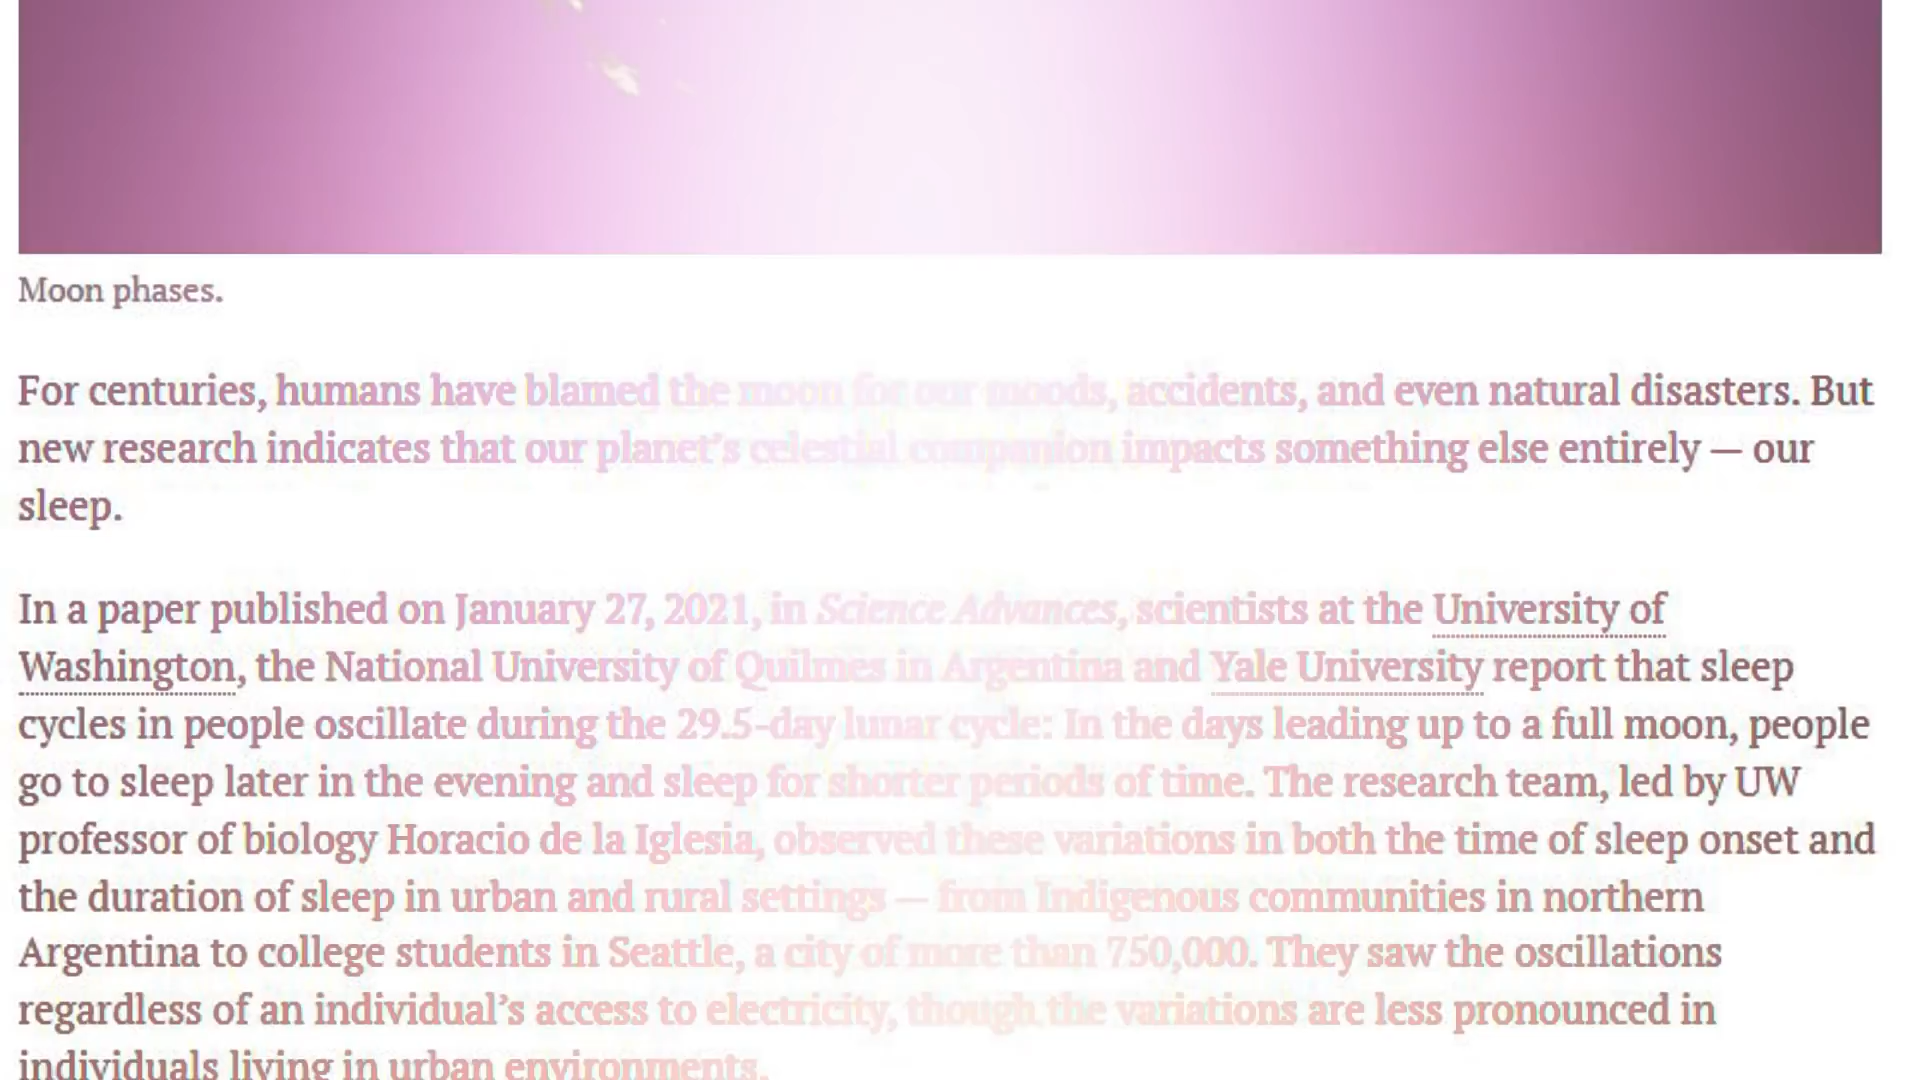 Moon phases.
For centuries, humans have blamed the moon for our moods, accidents, and even natural disasters. But
new research indicates that our planet’s celestial companion impacts something else entirely — our
sleep.
In a paper published on January 27, 2021, in Science Advances, scientists at the University of
Washington, the National University of Quilmes in Argentina and Yale University report that sleep
cycles in people oscillate during the 29.5-day lunar cycle: In the days leading up to a full moon, people
go to sleep later in the evening and sleep for shorter periods of time. The research team, led by UW
professor of biology Horacio de la Iglesia, observed these variations in both the time of sleep onset and
the duration of sleep in urban and rural settings — from Indigenous communities in northern
Argentina to college students in Seattle, a city of more than 750,000. They saw the oscillations
regardless of an individual’s access to electricity, though the variations are less pronounced in
individuals living in urban environments.